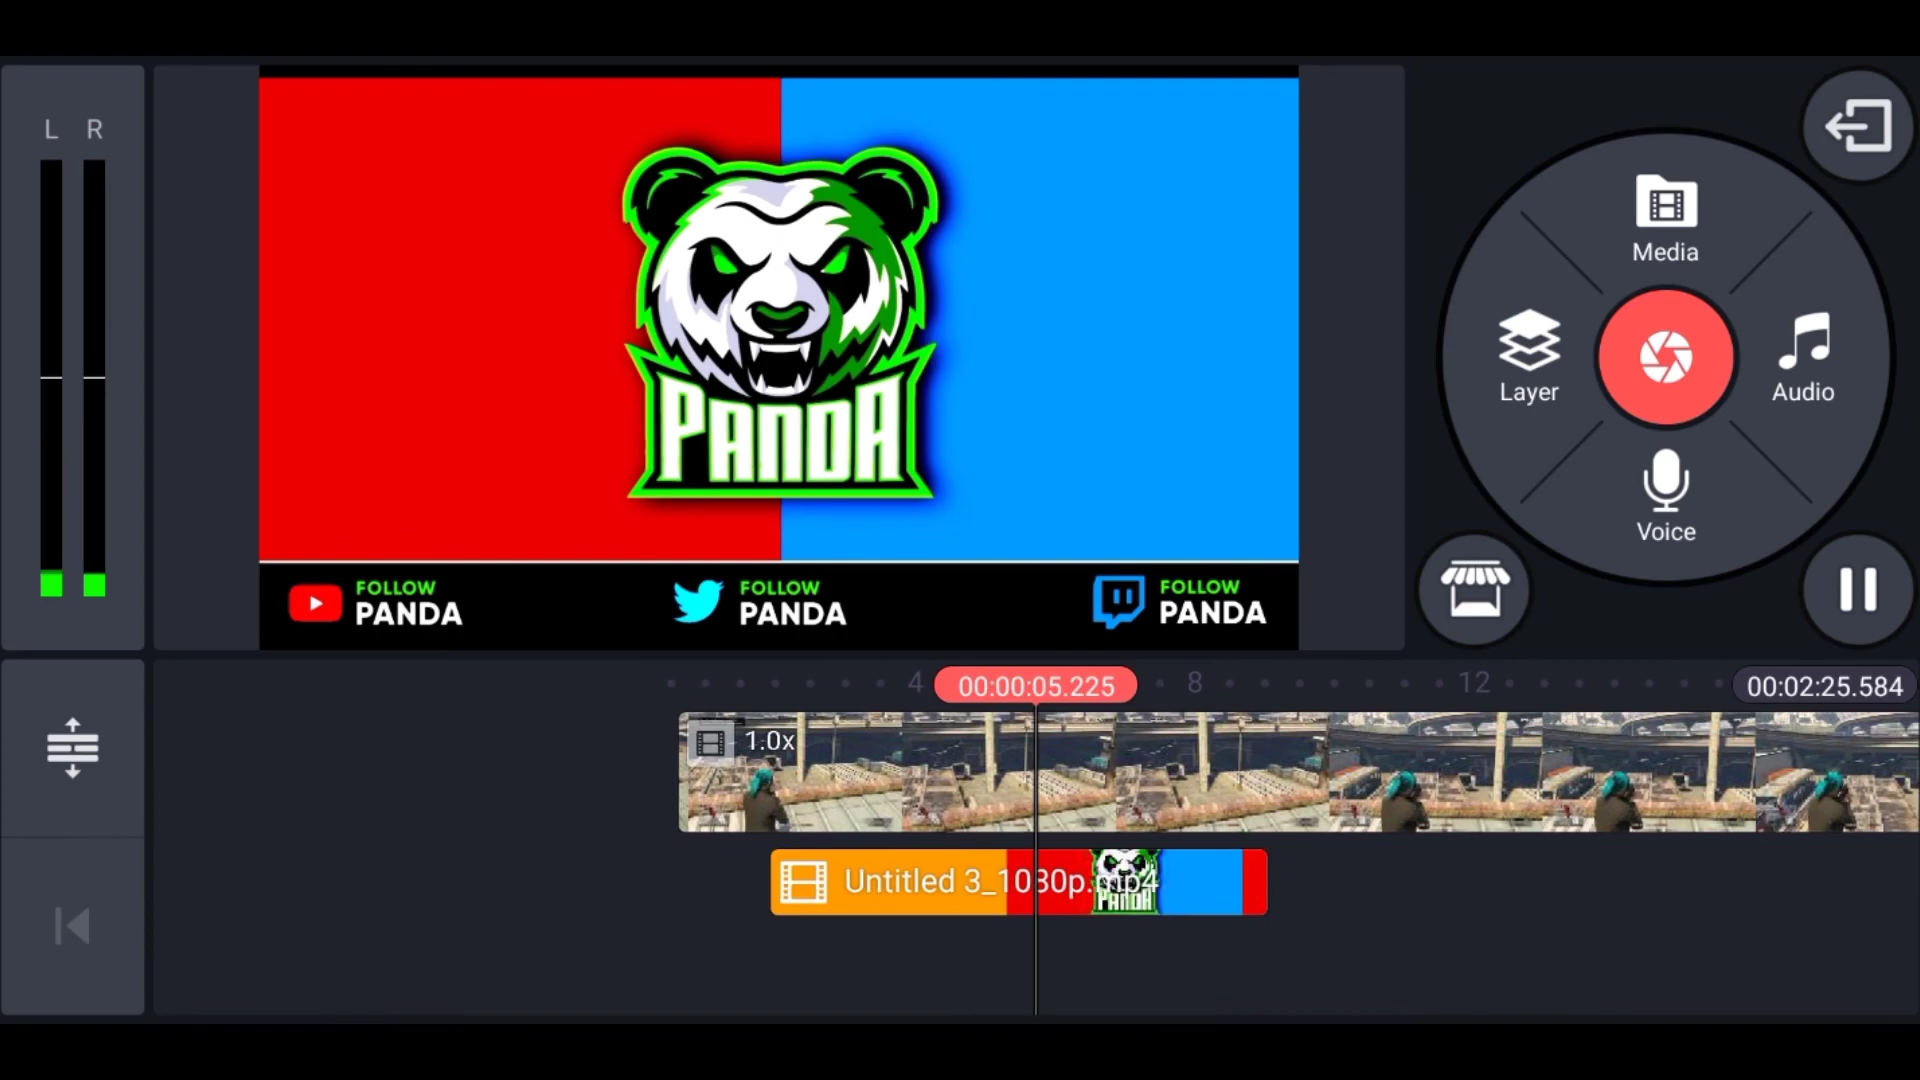 L R
PANDA
FOLLOW
PANDA
FOLLOW
PANDA
FOLLOW
PANDA
Media
Layer
Audio
Voice
4
00:00:05.225
8
12
00:02:25.584
1.0x
Untitled 3_1080p.mp4
PANDA